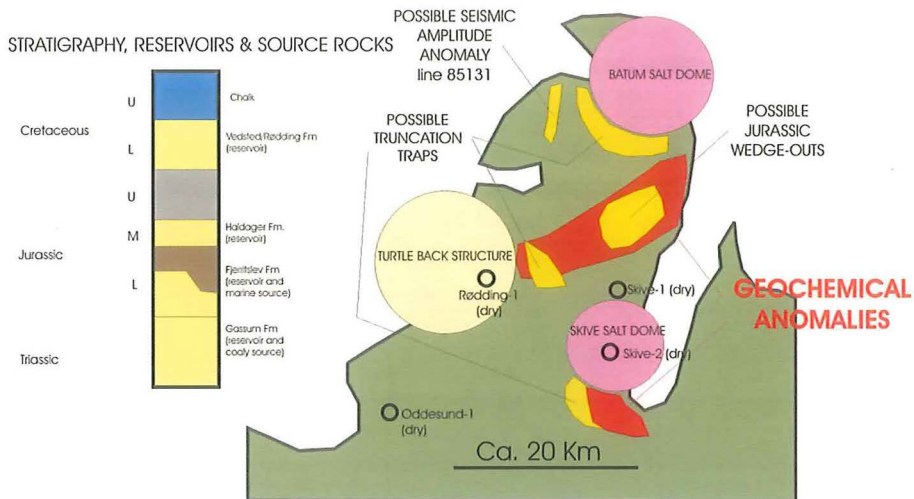 STRATIGRAPHY, RESERVOIRS & SOURCE ROCKS
Cretaceous
Jurassic
Triassic
U
L
U
M
L
Chalk
Vedsted/Rødding Fm
(reservoir)
Haldager Fm.
(reservoir)
Fjerritslev Fm
(reservoir and
marine source)
Gassum Fm
(reservoir and
coaly source)
POSSIBLE SEISMIC
AMPLITUDE
ANOMALY
line 85131
POSSIBLE
TRUNCATION
TRAPS
BATUM SALT DOME
POSSIBLE
JURASSIC
WEDGE-OUTS
TURTLE BACK STRUCTURE
Rødding-1
(dry)
Skive-1 (dry)
GEOCHEMICAL
ANOMALIES
SKIVE SALT DOME
Skive-2 (dry)
Oddesund-1
(dry)
Ca. 20 Km